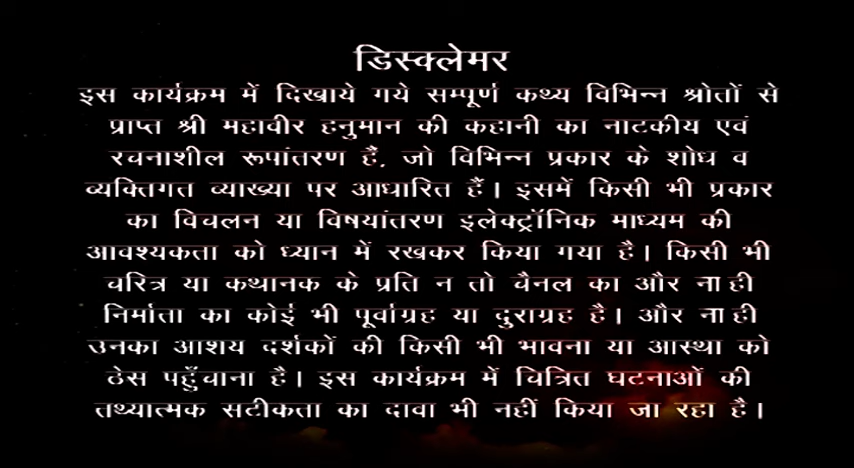 डिस्क्लेमर
इस कार्यक्रम में दिखाये गये सम्पूर्ण कथ्य विभिन्न श्रोतों से
प्राप्त श्री महावीर हनुमान की कहानी का नाटकीय एवं
रचनाशील रूपांतरण हैं, जो विभिन्न प्रकार के शोध व
व्यक्तिगत व्याख्या पर आधारित हैं। इसमें किसी भी प्रकार
का विचलन या विषयांतरण इलेक्ट्रॉनिक माध्यम की
आवश्यकता को ध्यान में रखकर किया गया है। किसी भी
चरित्र या कथानक के प्रति न तो चैनल का और ना ही
निर्माता का कोई भी पूर्वाग्रह या दुराग्रह है। और ना ही
उनका आशय दर्शकों की किसी भी भावना या आस्था को
ठेस पहुँचाना है। इस कार्यक्रम में चित्रित घटनाओं की
तथ्यात्मक सटीकता का दावा भी नहीं किया जा रहा है।